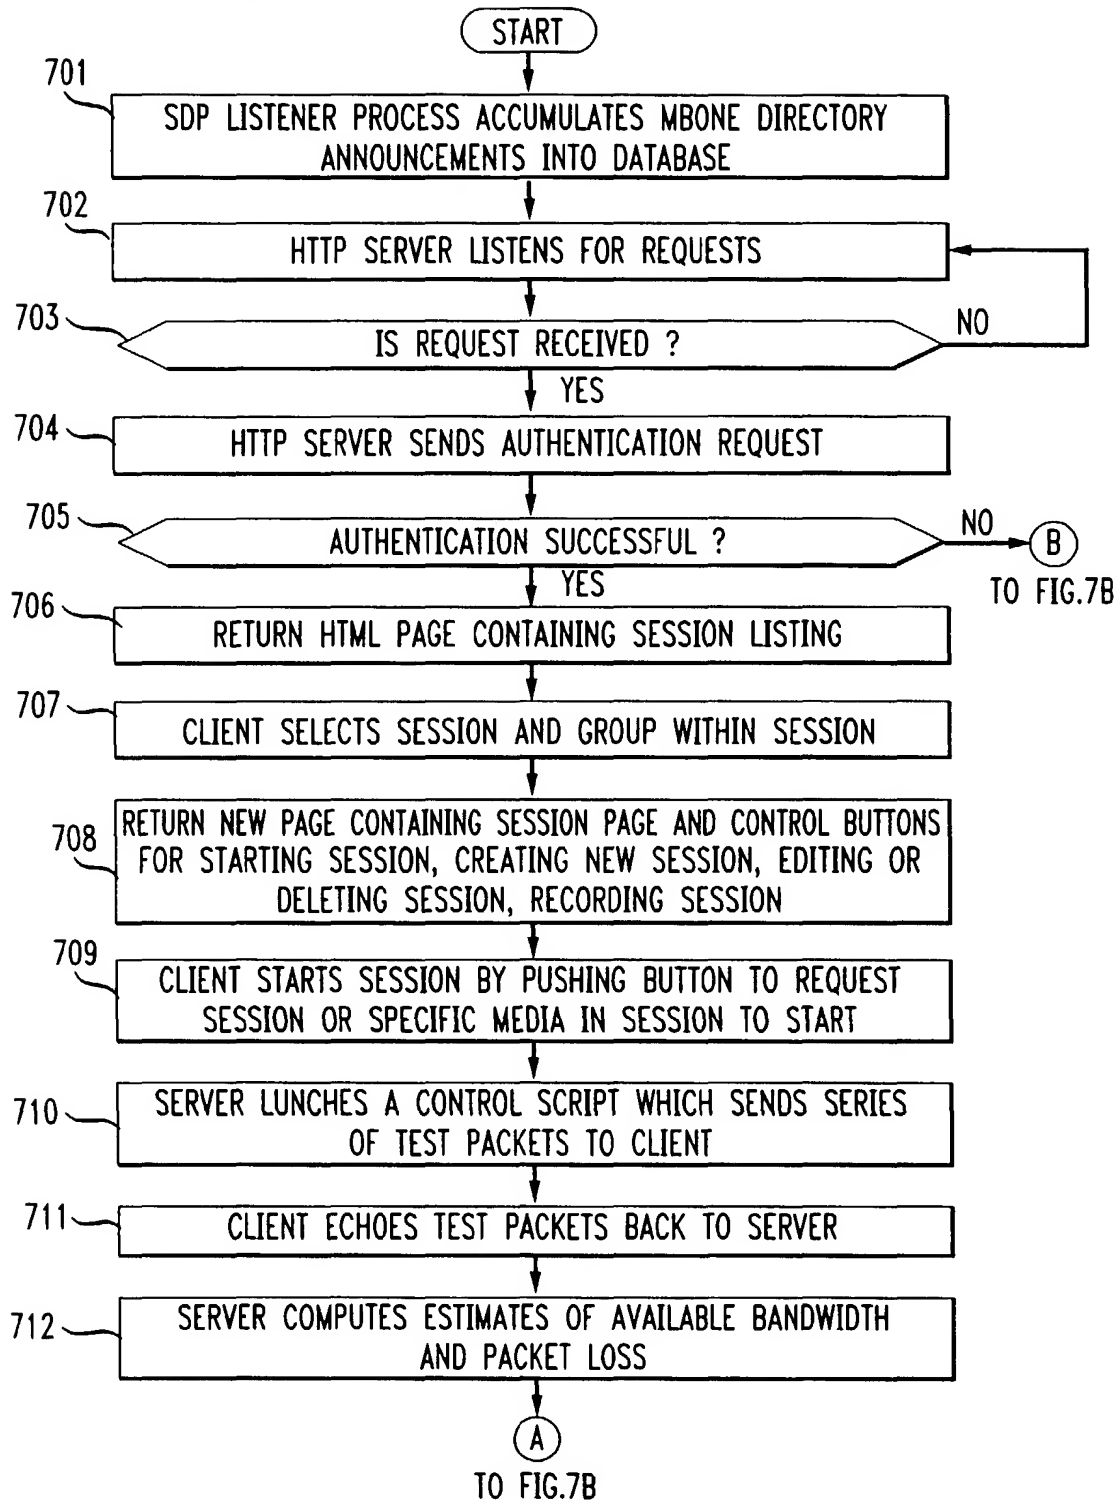 START
701
SDP LISTENER PROCESS ACCUMULATES MBONE DIRECTORY
ANNOUNCEMENTS INTO DATABASE
702
HTTP SERVER LISTENS FOR REQUESTS
703
IS REQUEST RECEIVED ?
NO
YES
704
HTTP SERVER SENDS AUTHENTICATION REQUEST
705
AUTHENTICATION SUCCESSFUL ?
NO
B
TO FIG.7B
YES
706
RETURN HTML PAGE CONTAINING SESSION LISTING
707
CLIENT SELECTS SESSION AND GROUP WITHIN SESSION
708
RETURN NEW PAGE CONTAINING SESSION PAGE AND CONTROL BUTTONS
FOR STARTING SESSION, CREATING NEW SESSION, EDITING OR
DELETING SESSION, RECORDING SESSION
709
CLIENT STARTS SESSION BY PUSHING BUTTON TO REQUEST
SESSION OR SPECIFIC MEDIA IN SESSION TO START
710
SERVER LUNCHES A CONTROL SCRIPT WHICH SENDS SERIES
OF TEST PACKETS TO CLIENT
711
CLIENT ECHOES TEST PACKETS BACK TO SERVER
712
SERVER COMPUTES ESTIMATES OF AVAILABLE BANDWIDTH
AND PACKET LOSS
A
TO FIG.7B